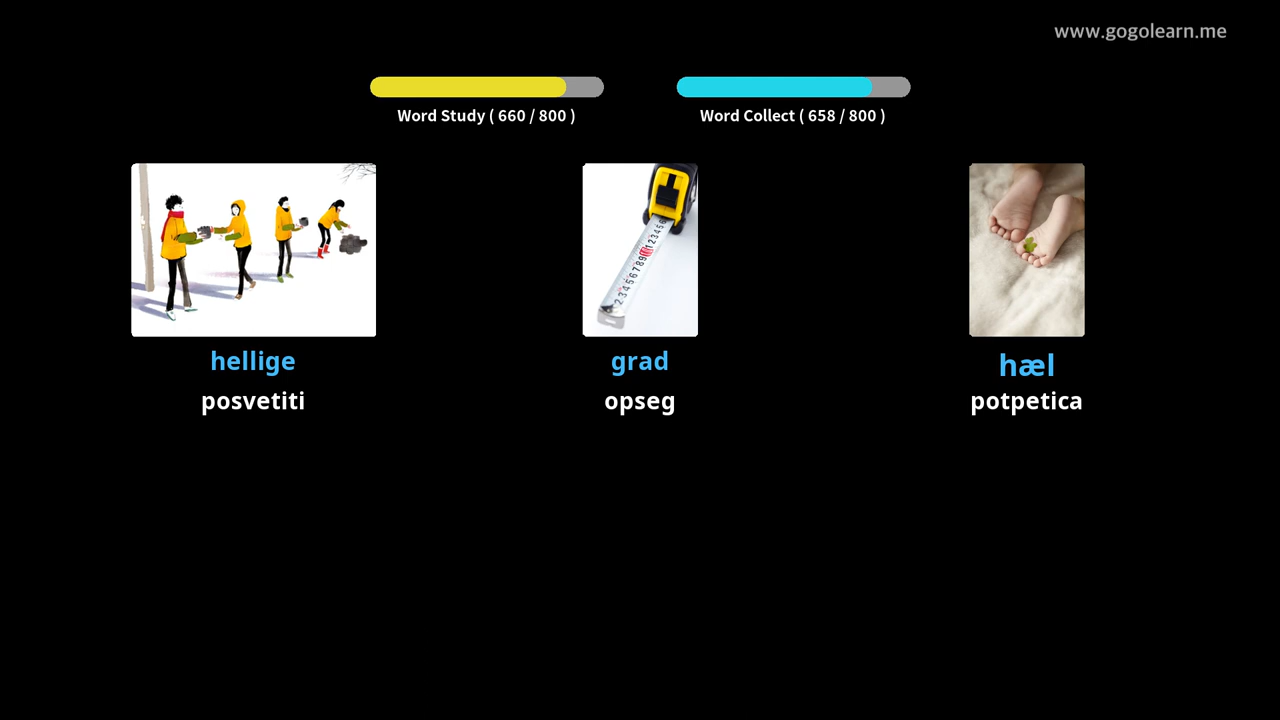 www.gogolearn.me
Word Study ( 660 / 800 )
Word Collect ( 658 / 800 )
hellige
grad
hæl
posvetiti
opseg
potpetica